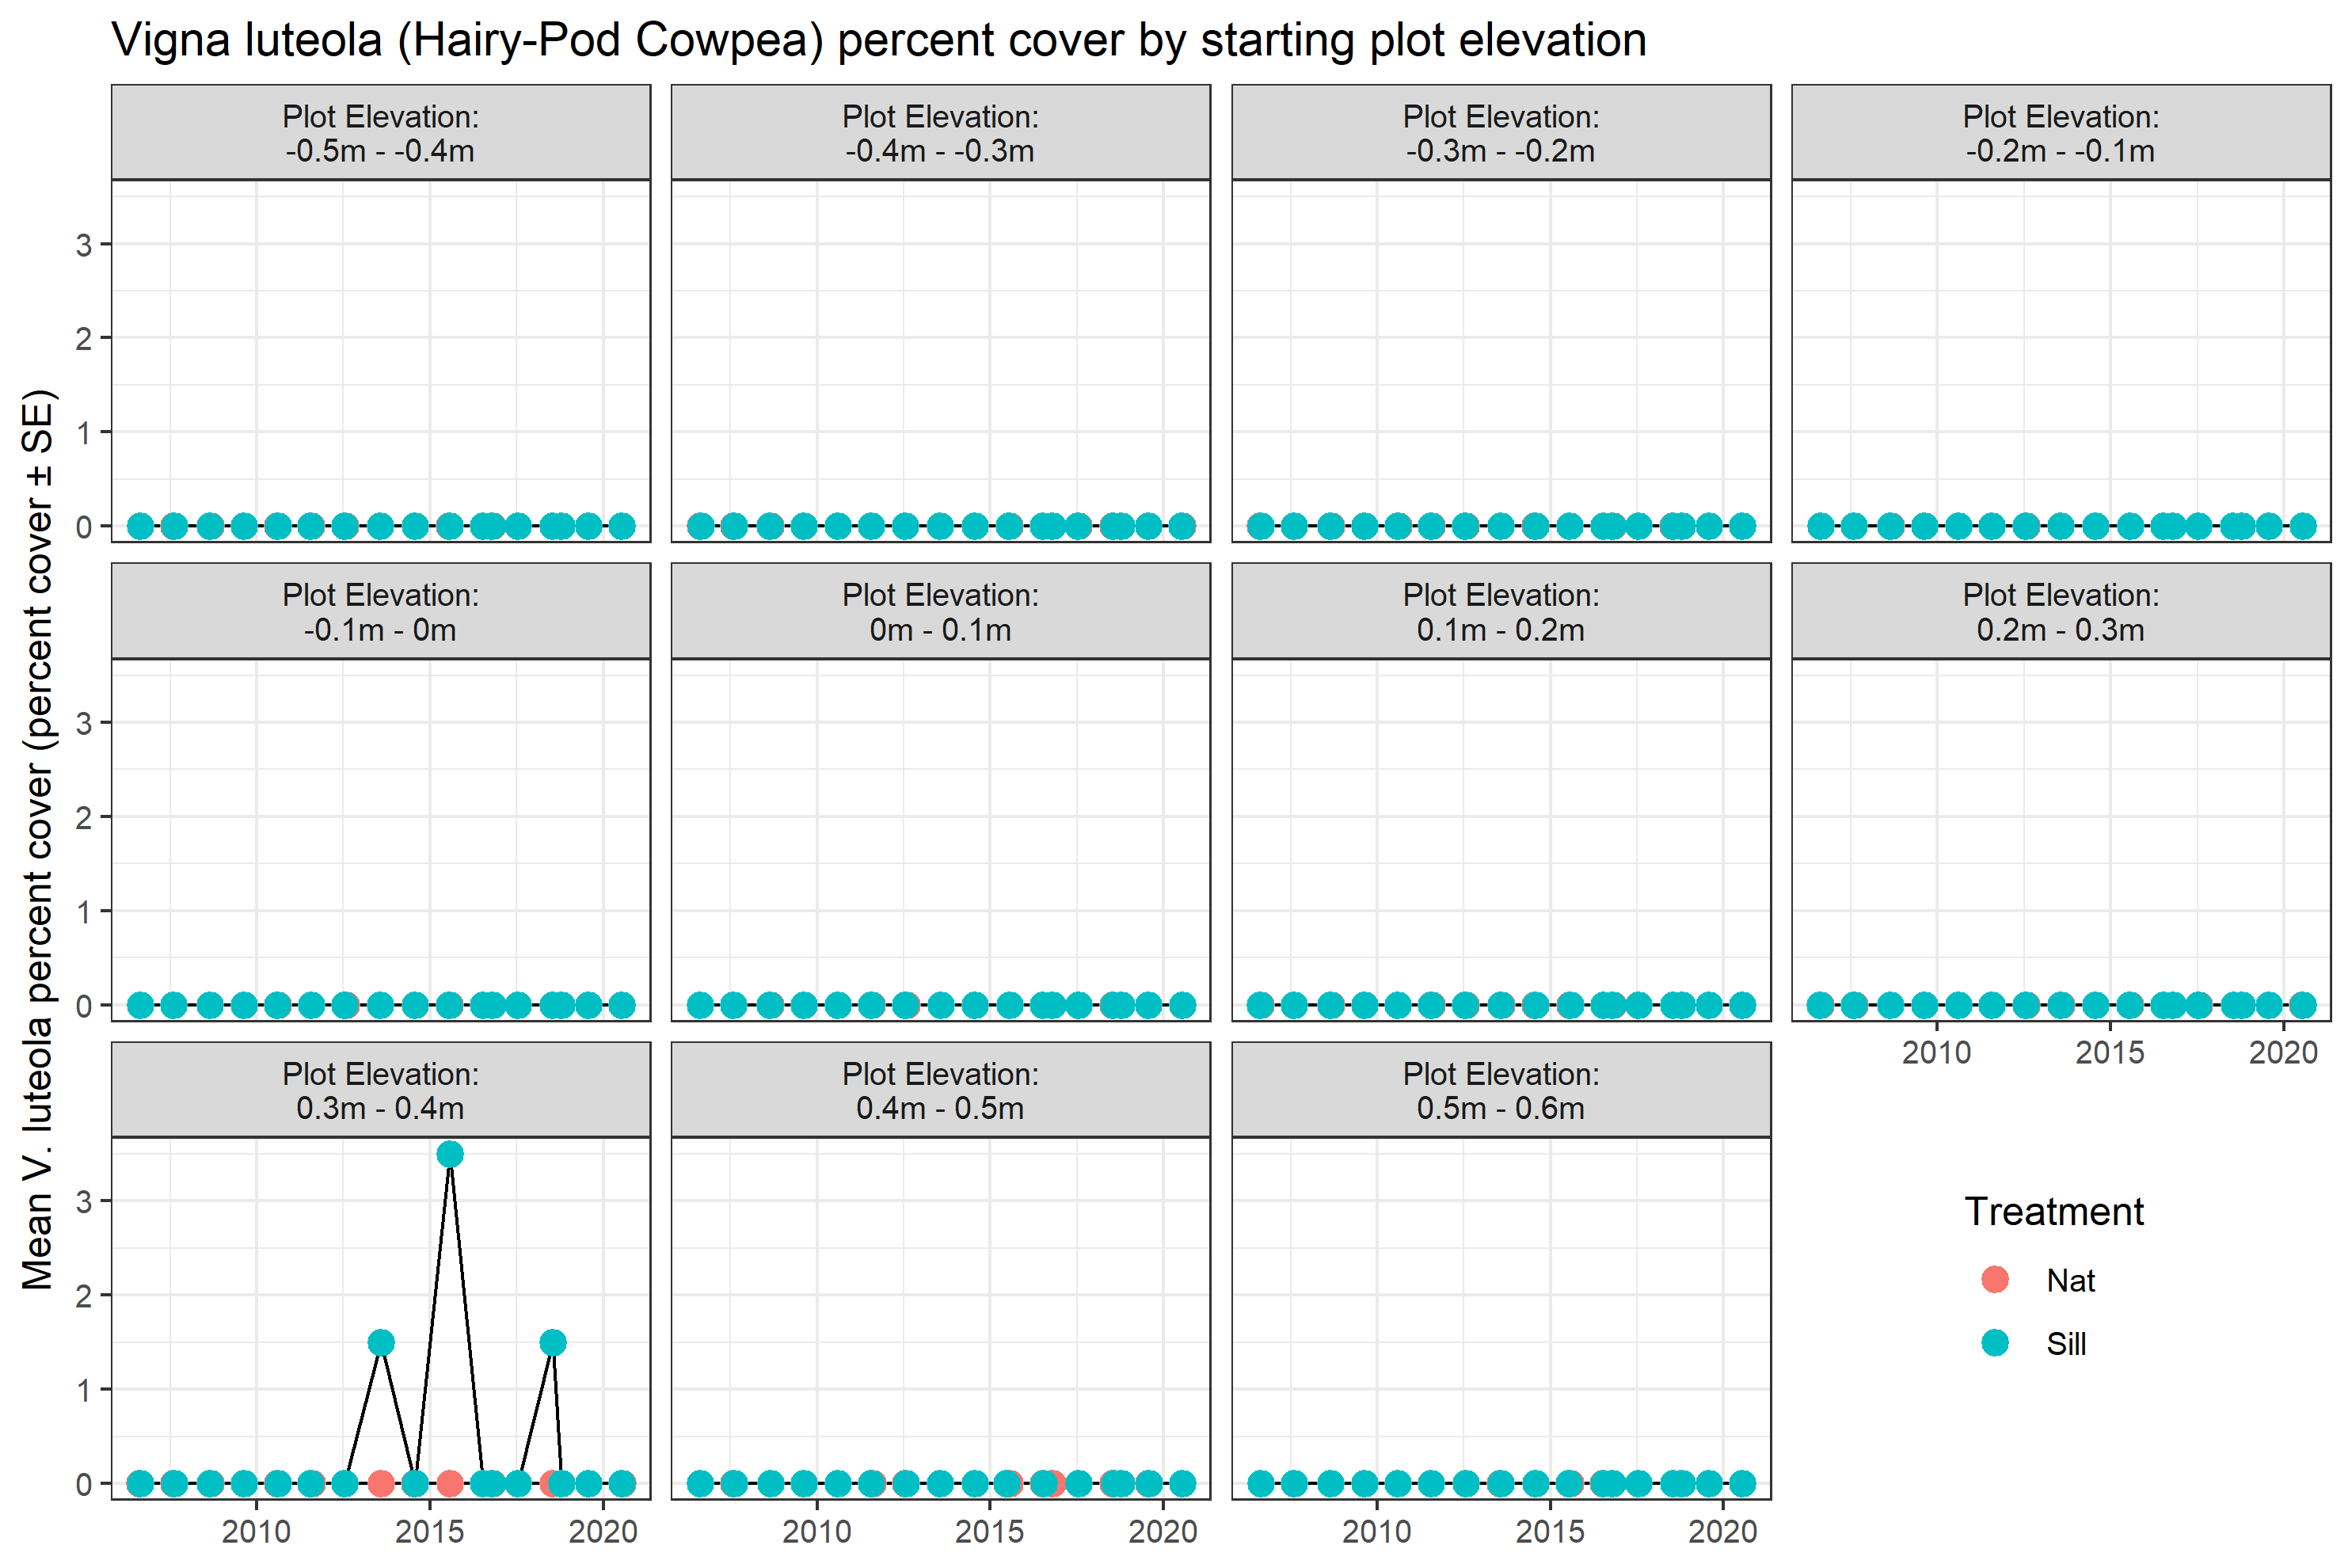 Vigna luteola (Hairy-Pod Cowpea) percent cover by starting plot elevation
Mean V. luteola percent cover (percent cover ± SE)
Plot Elevation:
-0.5m - -0.4m
Plot Elevation:
-0.4m - -0.3m
Plot Elevation:
-0.3m - -0.2m
Plot Elevation:
-0.2m - -0.1m
3
2
1
0
Plot Elevation:
-0.1m - 0m
Plot Elevation:
0m - 0.1m
Plot Elevation:
0.1m - 0.2m
Plot Elevation:
0.2m - 0.3m
3
2
1
0
2010 2015 2020
Plot Elevation:
0.3m - 0.4m
Plot Elevation:
0.4m - 0.5m
Plot Elevation:
0.5m - 0.6m
3
2
1
0
2010 2015 2020
2010 2015 2020
2010 2015 2020
Treatment
Nat
Sill